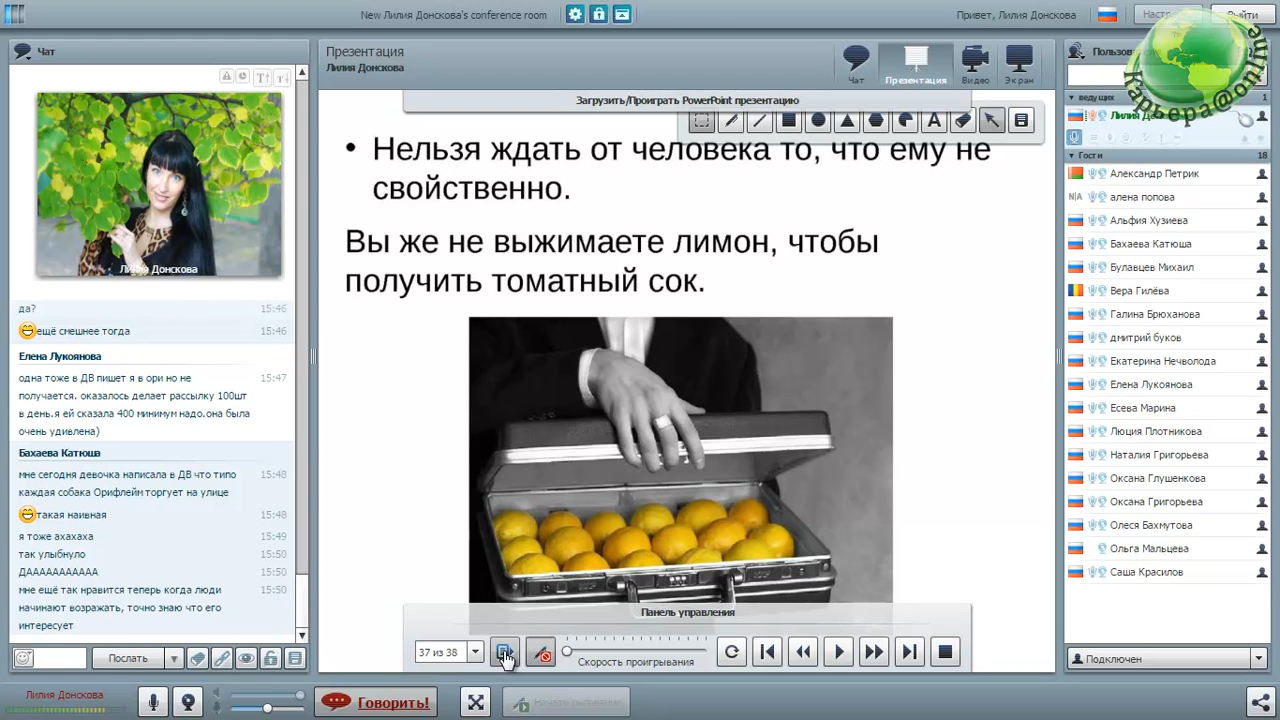 New Лилия Донскова's conference room
Привет, Лилия Донскова
Выйти
Карьера@online
Чат
Лилия Донскова
да?
15:46
ещё смешнее тогда
15:46
Елена Лукоянова
одна тоже в ДВ пишет я в ори но не
15:47
получается. оказалось делает рассылку 100шт
в день.я ей сказала 400 минимум надо.она была
очень удивлена)
Бахаева Катюша
мне сегодня девочка написала в ДВ что типо
15:48
каждая собака Орифлейм торгует на улице
такая наивная
15:48
я тоже ахахаха
15:49
так улыбнуло
15:50
ДААААААААААА
15:50
мне ещё так нравится теперь когда люди
15:50
начинают возражать, точно знаю что его
интересует
Послать
Презентация
Лилия Донскова
Чат
Презентация
Видео
Экран
Загрузить/Проиграть PowerPoint презентацию
• Нельзя ждать от человека то, что ему не
свойственно.
Вы же не выжимаете лимон, чтобы
получить томатный сок.
Панель управления
37 из 38
Скорость проигрывания
ведущих
1
Гости
18
Александр Петрик
N/A
алена попова
Альфия Хузиева
Бахаева Катюша
Булавцев Михаил
Вера Гилёва
Галина Брюханова
дмитрий буков
Екатерина Нечволода
Елена Лукоянова
Есева Марина
Люция Плотникова
Наталия Григорьева
Оксана Глушенкова
Оксана Григорьева
Олеся Бахмутова
Ольга Мальцева
Саша Красилов
Подключен
Лилия Донскова
Говорить!